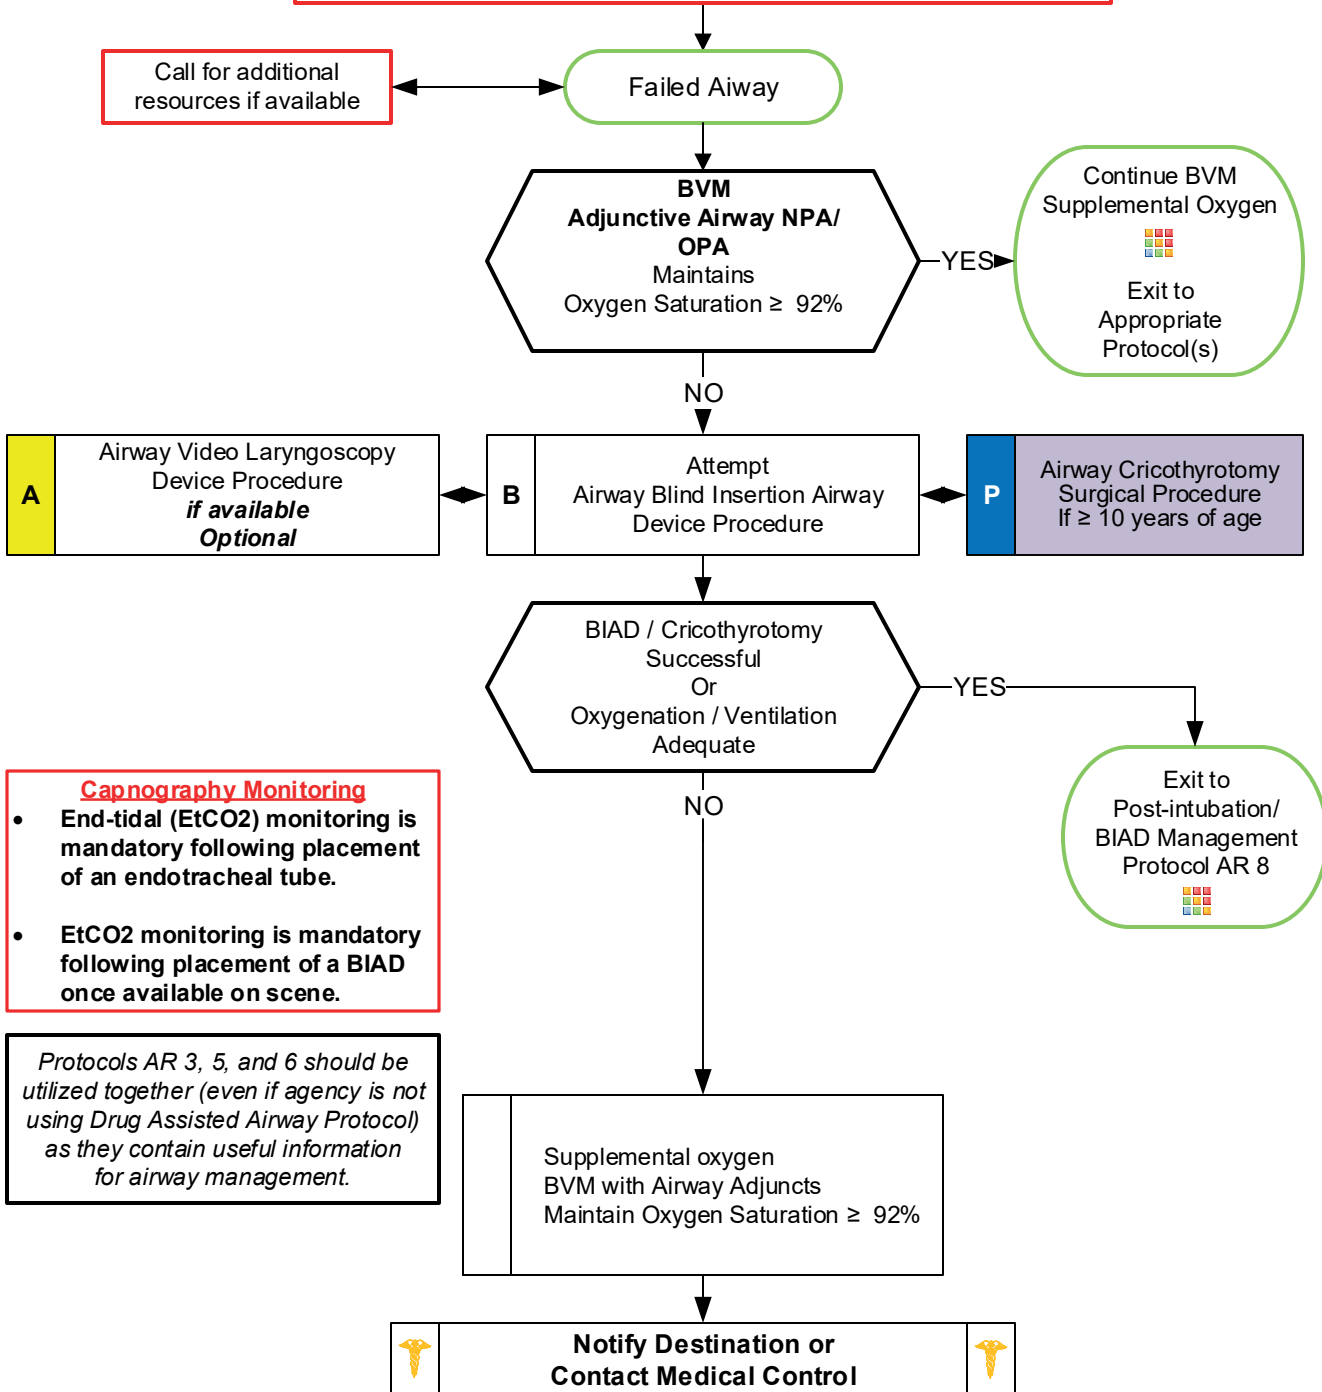 Call for additional
resources if available
Failed Aiway
BVM
Adjunctive Airway NPA/
OPA
Maintains
Oxygen Saturation ≥ 92%
YES
Continue BVM
Supplemental Oxygen
Exit to
Appropriate
Protocol(s)
NO
A
Airway Video Laryngoscopy
Device Procedure
if available
Optional
B
Attempt
Airway Blind Insertion Airway
Device Procedure
P
Airway Cricothyrotomy
Surgical Procedure
If ≥ 10 years of age
BIAD / Cricothyrotomy
Successful
Or
Oxygenation / Ventilation
Adequate
YES
Exit to
Post-intubation/
BIAD Management
Protocol AR 8
NO
Capnography Monitoring
• End-tidal (EtCO2) monitoring is
mandatory following placement
of an endotracheal tube.
• EtCO2 monitoring is mandatory
following placement of a BIAD
once available on scene.
Protocols AR 3, 5, and 6 should be
utilized together (even if agency is not
using Drug Assisted Airway Protocol)
as they contain useful information
for airway management.
Supplemental oxygen
BVM with Airway Adjuncts
Maintain Oxygen Saturation ≥ 92%
Notify Destination or
Contact Medical Control